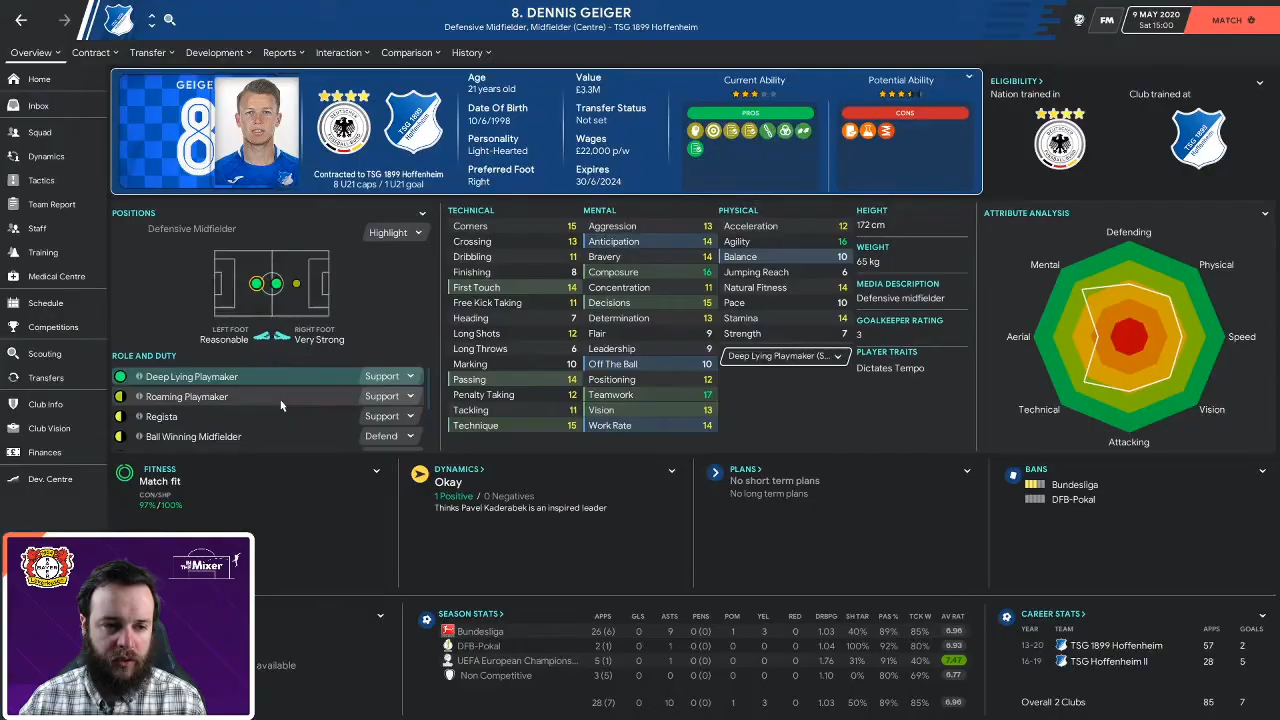 8. DENNIS GEIGER
Defensive Midfielder, Midfielder (Centre) - TSG 1899 Hoffenheim
FM
9 MAY 2020
Sat 15:00
MATCH
Overview
Contract
Transfer
Development
Reports
Interaction
Comparison
History
Home
Inbox
Squad
Dynamics
Tactics
Team Report
Staff
Training
Medical Centre
Schedule
Competitions
Scouting
Transfers
Club Info
Club Vision
Finances
Dev. Centre
GEIGE
8
Contracted to TSG 1899 Hoffenheim
8 U21 caps / 1 U21 goal
Age
21 years old
Date Of Birth
10/6/1998
Personality
Light-Hearted
Preferred Foot
Right
Value
£3.3M
Transfer Status
Not set
Wages
£22,000 p/w
Expires
30/6/2024
Current Ability
PROS
Potential Ability
CONS
ELIGIBILITY >
Nation trained in
Club trained at
POSITIONS
Defensive Midfielder
Highlight
LEFT FOOT
Reasonable
RIGHT FOOT
Very Strong
ROLE AND DUTY
Deep Lying Playmaker Support
Roaming Playmaker Support
Regista Support
Ball Winning Midfielder Defend
TECHNICAL
Corners 15
Crossing 13
Dribbling 11
Finishing 8
First Touch 14
Free Kick Taking 11
Heading 7
Long Shots 12
Long Throws 6
Marking 10
Passing 14
Penalty Taking 12
Tackling 11
Technique 15
MENTAL
Aggression 13
Anticipation 14
Bravery 14
Composure 16
Concentration 11
Decisions 15
Determination 13
Flair 9
Leadership 9
Off The Ball 10
Positioning 12
Teamwork 17
Vision 13
Work Rate 14
PHYSICAL
Acceleration 12
Agility 16
Balance 10
Jumping Reach 6
Natural Fitness 14
Pace 10
Stamina 14
Strength 7
Deep Lying Playmaker (S...
HEIGHT
172 cm
WEIGHT
65 kg
MEDIA DESCRIPTION
Defensive midfielder
GOALKEEPER RATING
3
PLAYER TRAITS
Dictates Tempo
ATTRIBUTE ANALYSIS
Defending
Mental
Physical
Aerial
Speed
Technical
Vision
Attacking
FITNESS
Match fit
CON/SHP
97%/100%
DYNAMICS >
Okay
1 Positive / 0 Negatives
Thinks Pavel Kaderabek is an inspired leader
PLANS >
No short term plans
No long term plans
BANS
Bundesliga
DFB-Pokal
IN THE Mixer
available
SEASON STATS > APPS GLS ASTS PENS POM YEL RED DRBPG SH TAR PAS % TCK W AV RAT
Bundesliga 26 (6) 0 9 0 (0) 1 3 0 1.03 40% 89% 85% 6.96
DFB-Pokal 2 (1) 0 1 0 (0) 0 0 0 1.04 100% 92% 80% 6.93
UEFA European Champions... 5 (1) 0 1 0 (0) 0 0 0 1.76 31% 91% 40% 7.47
Non Competitive 3 (5) 0 0 0 (0) 0 0 0 1.10 0% 80% 69% 6.77
28 (7) 0 10 0 (0) 1 3 0 1.03 50% 89% 85% 6.96
CAREER STATS >
YEAR TEAM APPS GOALS
13-20 TSG 1899 Hoffenheim 57 2
16-19 TSG Hoffenheim II 28 5
Overall 2 Clubs 85 7